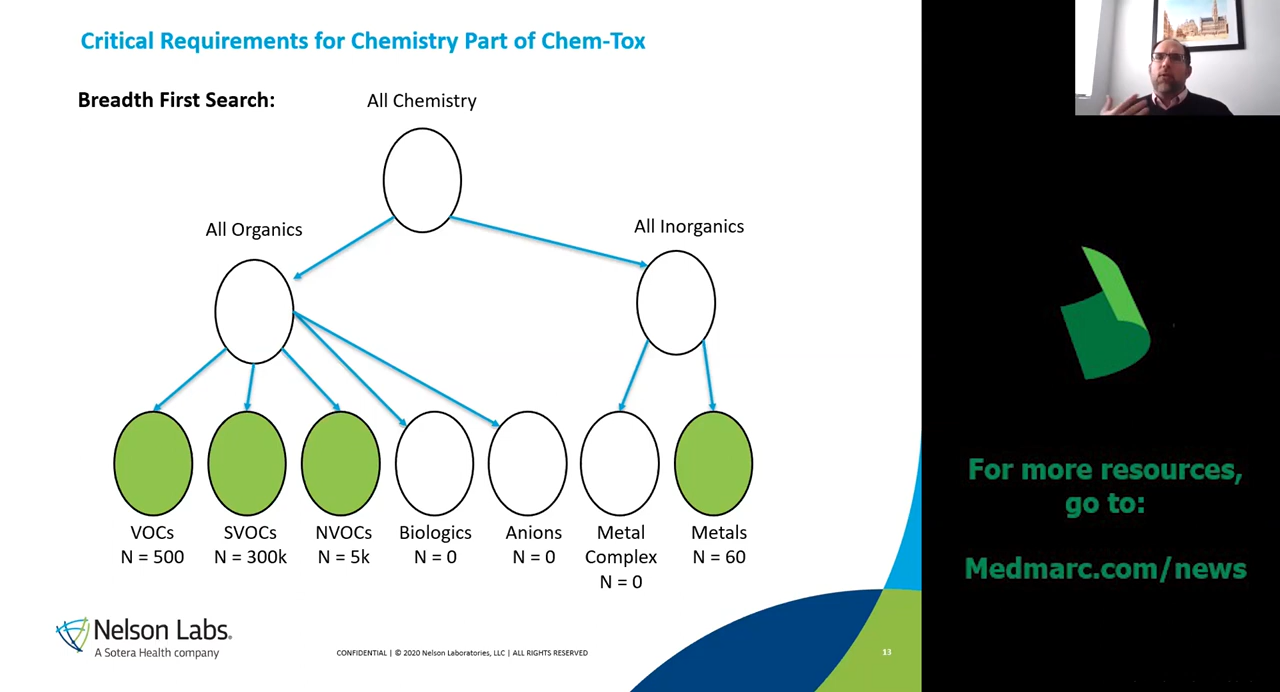 Critical Requirements for Chemistry Part of Chem-Tox
Breadth First Search:
All Chemistry
All Organics
All Inorganics
VOCs
N = 500
SVOCs
N = 300k
NVOCs
N = 5k
Biologics
N = 0
Anions
N = 0
Metal
Complex
N = 0
Metals
N = 60
Nelson Labs.
A Sotera Health company
CONFIDENTIAL | © 2020 Nelson Laboratories, LLC | ALL RIGHTS RESERVED
13
For more resources,
go to:
Medmarc.com/news